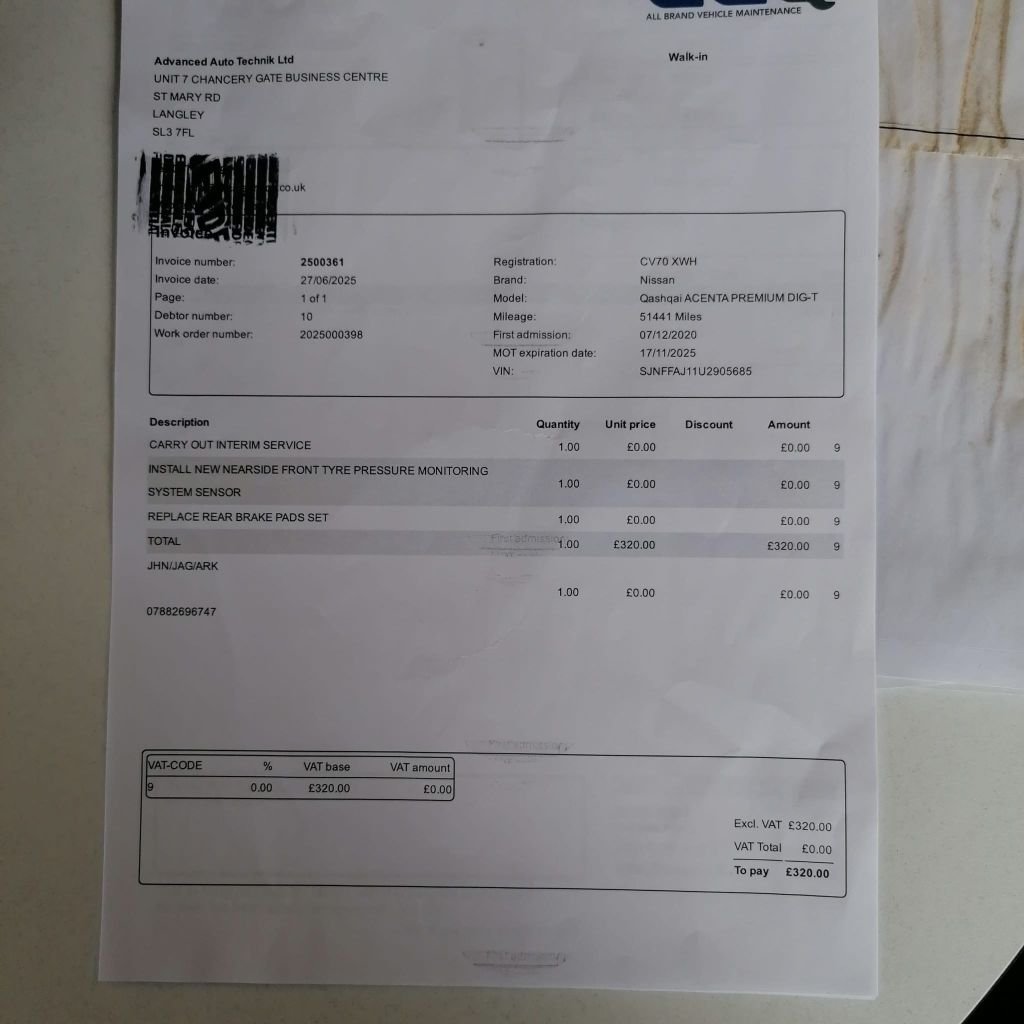 ALL BRAND VEHICLE MAINTENANCE
Advanced Auto Technik Ltd
Walk-in
UNIT 7 CHANCERY GATE BUSINESS CENTRE
ST MARY RD
LANGLEY
SL3 7FL
co.uk
Invoice
Invoice number: 2500361
Invoice date: 27/06/2025
Page: 1 of 1
Debtor number: 10
Work order number: 2025000398
Registration: CV70 XWH
Brand: Nissan
Model: Qashqai ACENTA PREMIUM DIG-T
Mileage: 51441 Miles
First admission: 07/12/2020
MOT expiration date: 17/11/2025
VIN: SJNFFAJ11U2905685
Description Quantity Unit price Discount Amount
CARRY OUT INTERIM SERVICE 1.00 £0.00 £0.00 9
INSTALL NEW NEARSIDE FRONT TYRE PRESSURE MONITORING
SYSTEM SENSOR 1.00 £0.00 £0.00 9
REPLACE REAR BRAKE PADS SET 1.00 £0.00 £0.00 9
First admission
TOTAL 1.00 £320.00 £320.00 9
JHN/JAG/ARK
1.00 £0.00 £0.00 9
07882696747
First admission
VAT-CODE % VAT base VAT amount
9 0.00 £320.00 £0.00
Excl. VAT £320.00
VAT Total £0.00
To pay £320.00
First admission